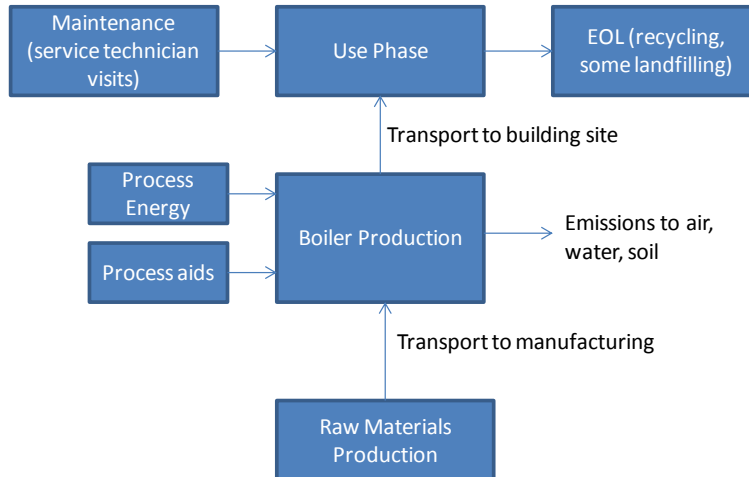 Maintenance
(service technician
visits)
Use Phase
EOL (recycling,
some landfilling)
Transport to building site
Process
Energy
Boiler Production
Emissions to air,
water, soil
Process aids
Transport to manufacturing
Raw Materials
Production